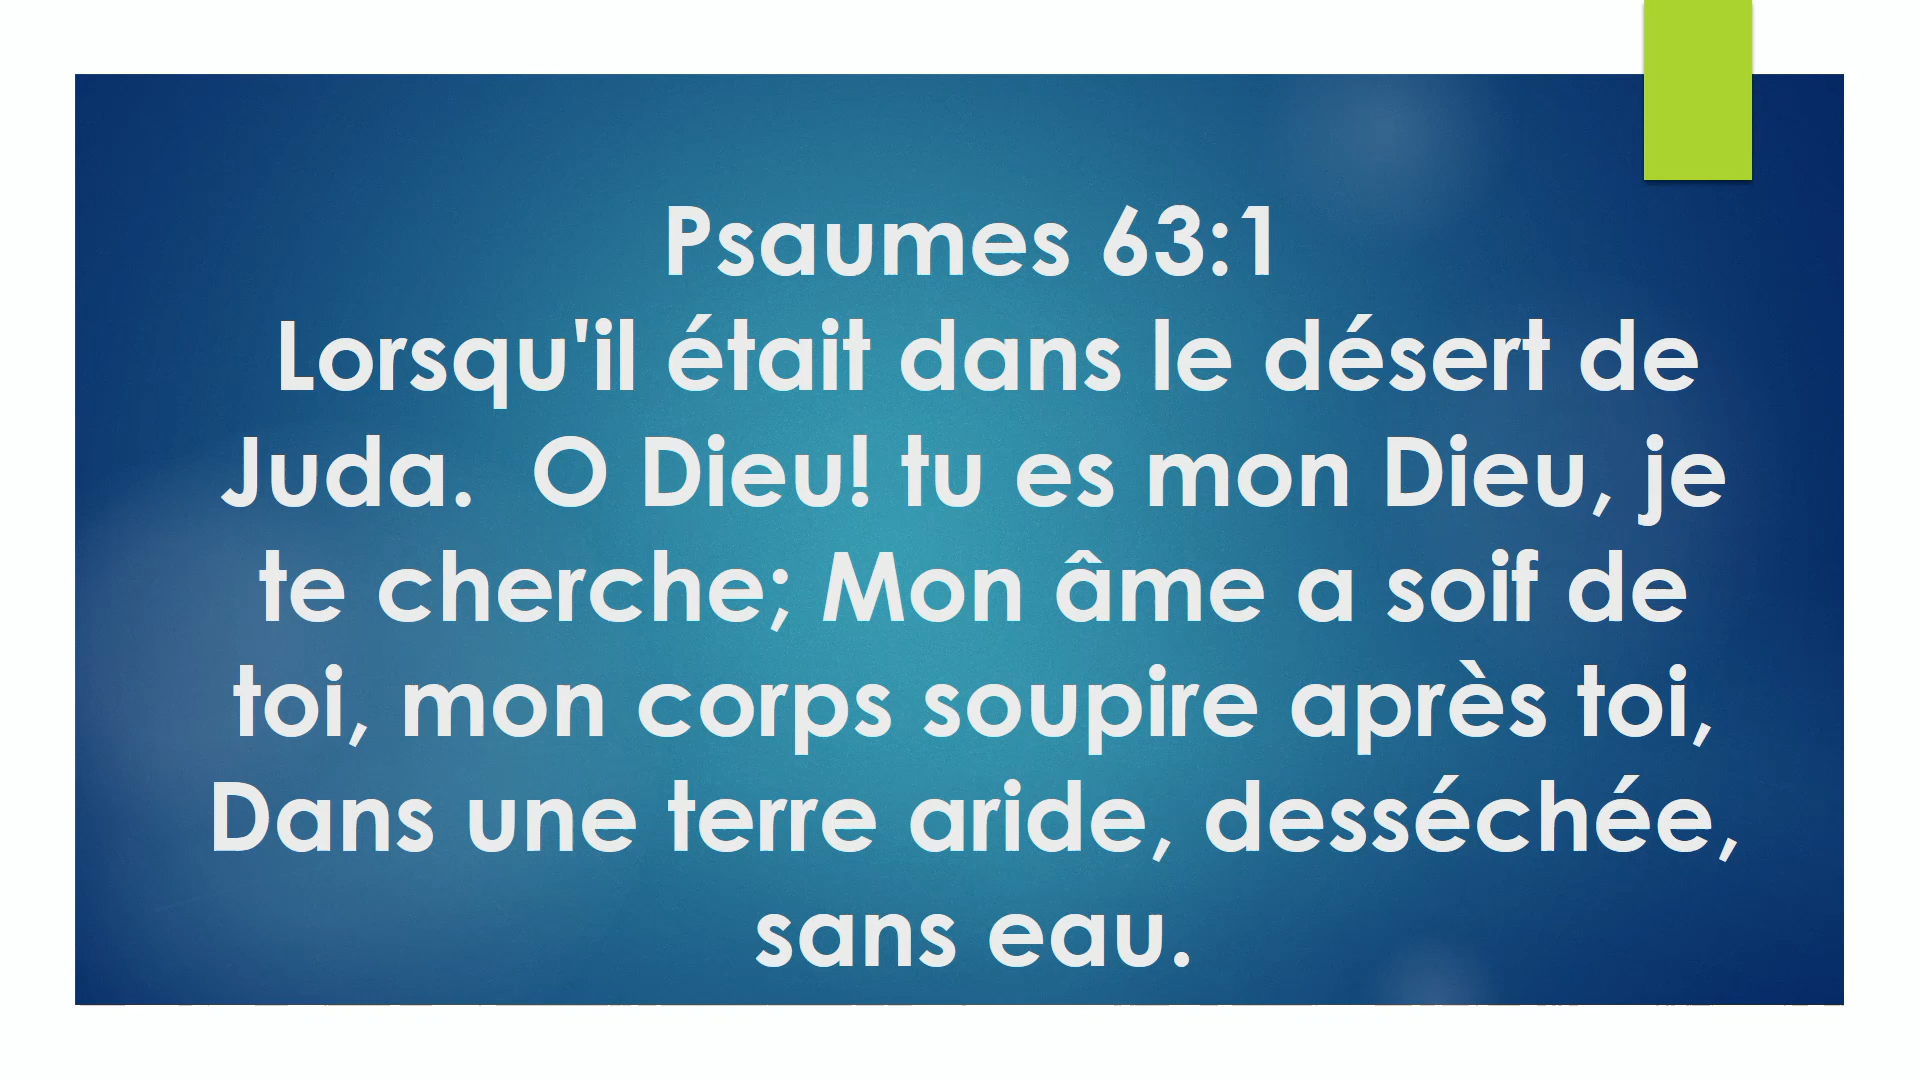 Psaumes 63:1
Lorsqu'il était dans le désert de
Juda.  O Dieu! tu es mon Dieu, je
te cherche; Mon âme a soif de
toi, mon corps soupire après toi,
Dans une terre aride, desséchée,
sans eau.